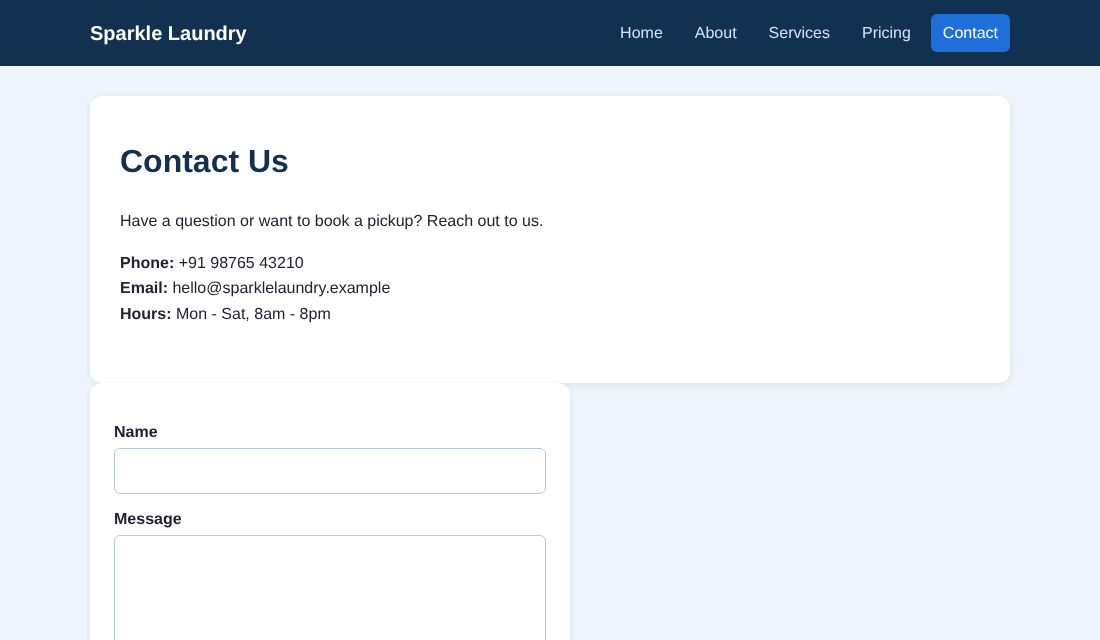 Sparkle Laundry
Home About Services Pricing Contact
Contact Us
Have a question or want to book a pickup? Reach out to us.
Phone: +91 98765 43210
Email: hello@sparklelaundry.example
Hours: Mon - Sat, 8am - 8pm
Name
Message